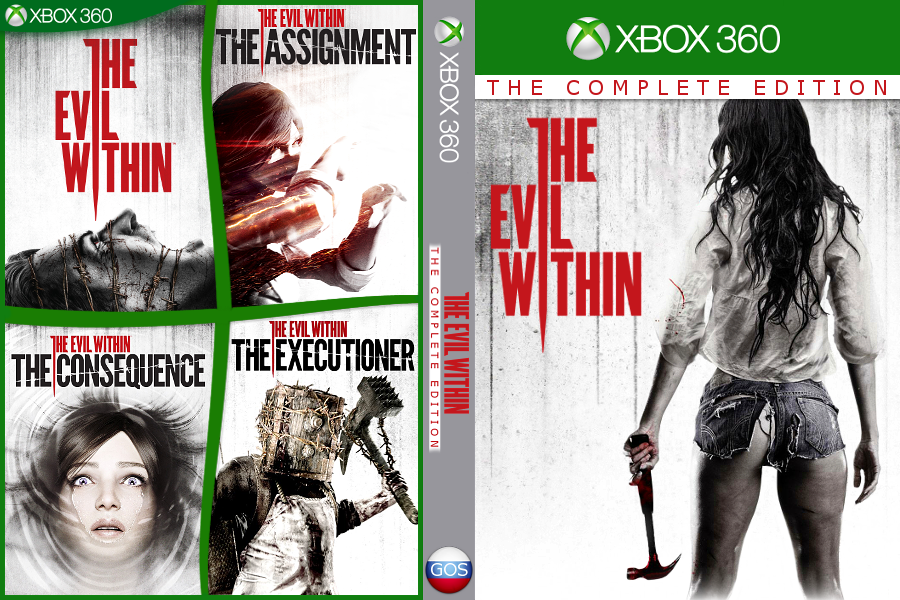 XBOX 360
THE
EVIL
WITHIN™
THE EVIL WITHIN
THE ASSIGNMENT
THE EVIL WITHIN
THE CONSEQUENCE
THE EVIL WITHIN
THE EXECUTIONER
XBOX 360
THE EVIL WITHIN
THE COMPLETE EDITION
GOS
XBOX 360
THE COMPLETE EDITION
THE
EVIL
WITHIN